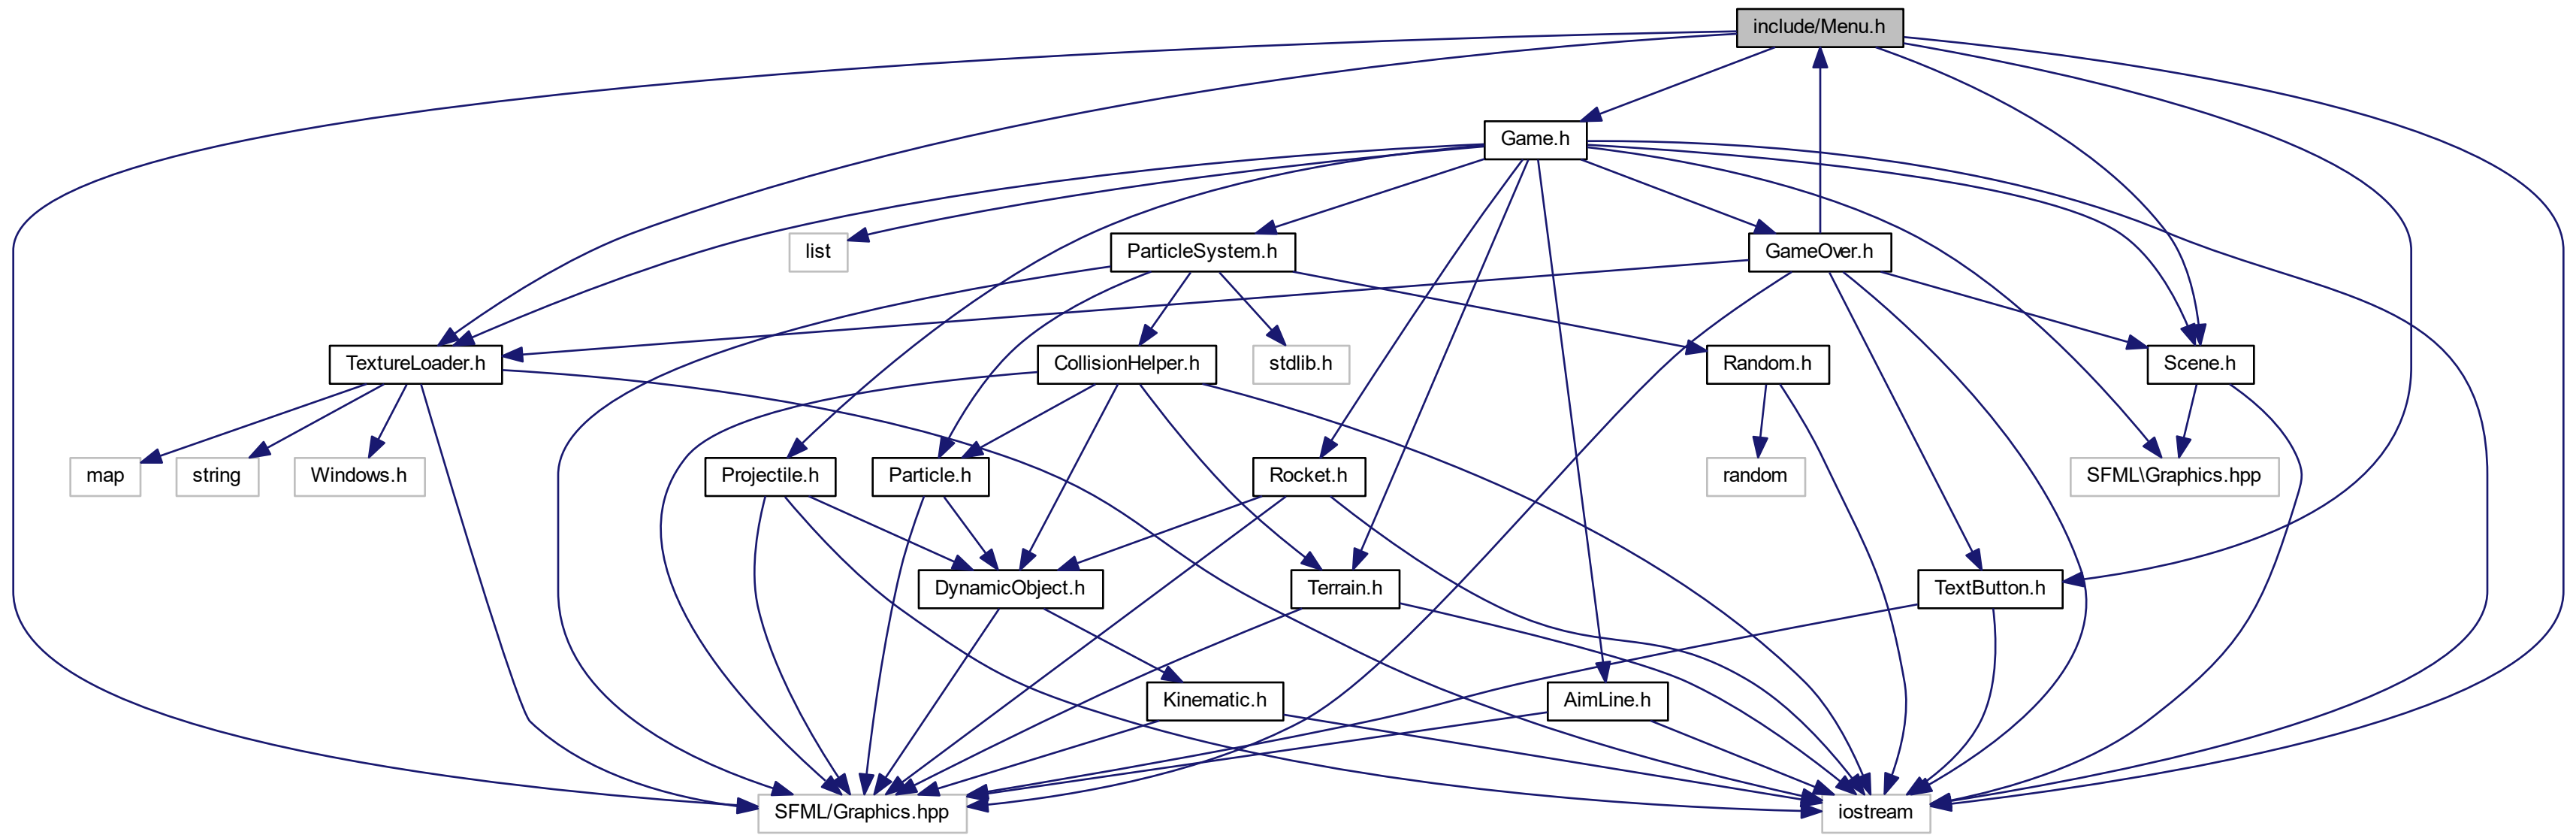 include/Menu.h
Game.h
list
ParticleSystem.h
GameOver.h
TextureLoader.h
CollisionHelper.h
stdlib.h
Random.h
Scene.h
map
string
Windows.h
Projectile.h
Particle.h
Rocket.h
random
SFML\Graphics.hpp
DynamicObject.h
Terrain.h
TextButton.h
Kinematic.h
AimLine.h
SFML/Graphics.hpp
iostream